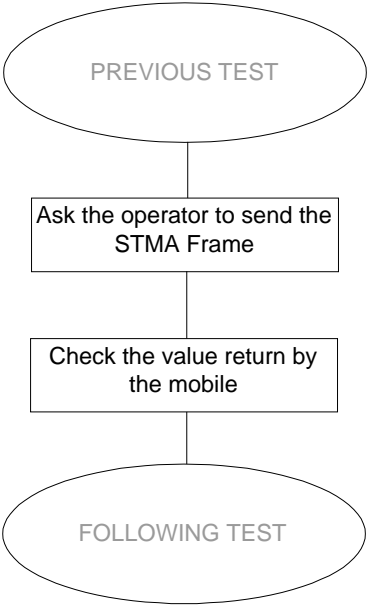 PREVIOUS TEST
Ask the operator to send the
STMA Frame
Check the value return by
the mobile
FOLLOWING TEST